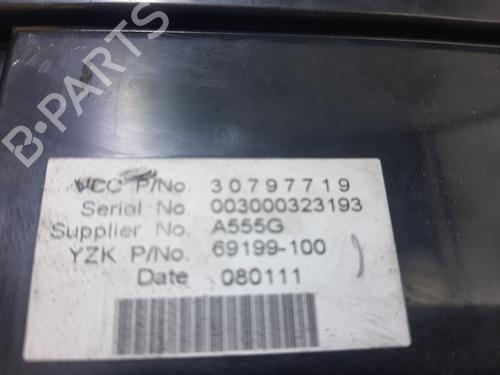 B-PARTS
VCC P/No. 30797719
Serial No. 003000323193
Supplier No. A555G
YZK P/No. 69199-100
Date 080111